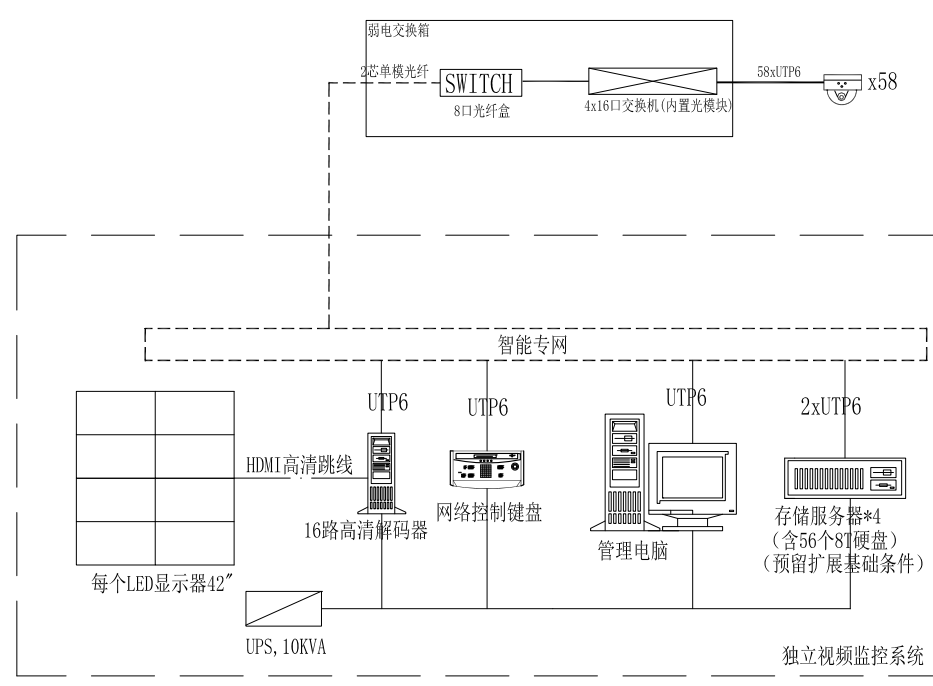 弱电交换箱
2芯单模光纤
SWITCH
8口光纤盒
4x16口交换机(内置光模块)
58xUTP6
x58
智能专网
UTP6
UTP6
UTP6
2xUTP6
HDMI高清跳线
16路高清解码器
网络控制键盘
管理电脑
存储服务器*4
(含56个8T硬盘)
(预留扩展基础条件)
每个LED显示器42″
UPS,10KVA
独立视频监控系统